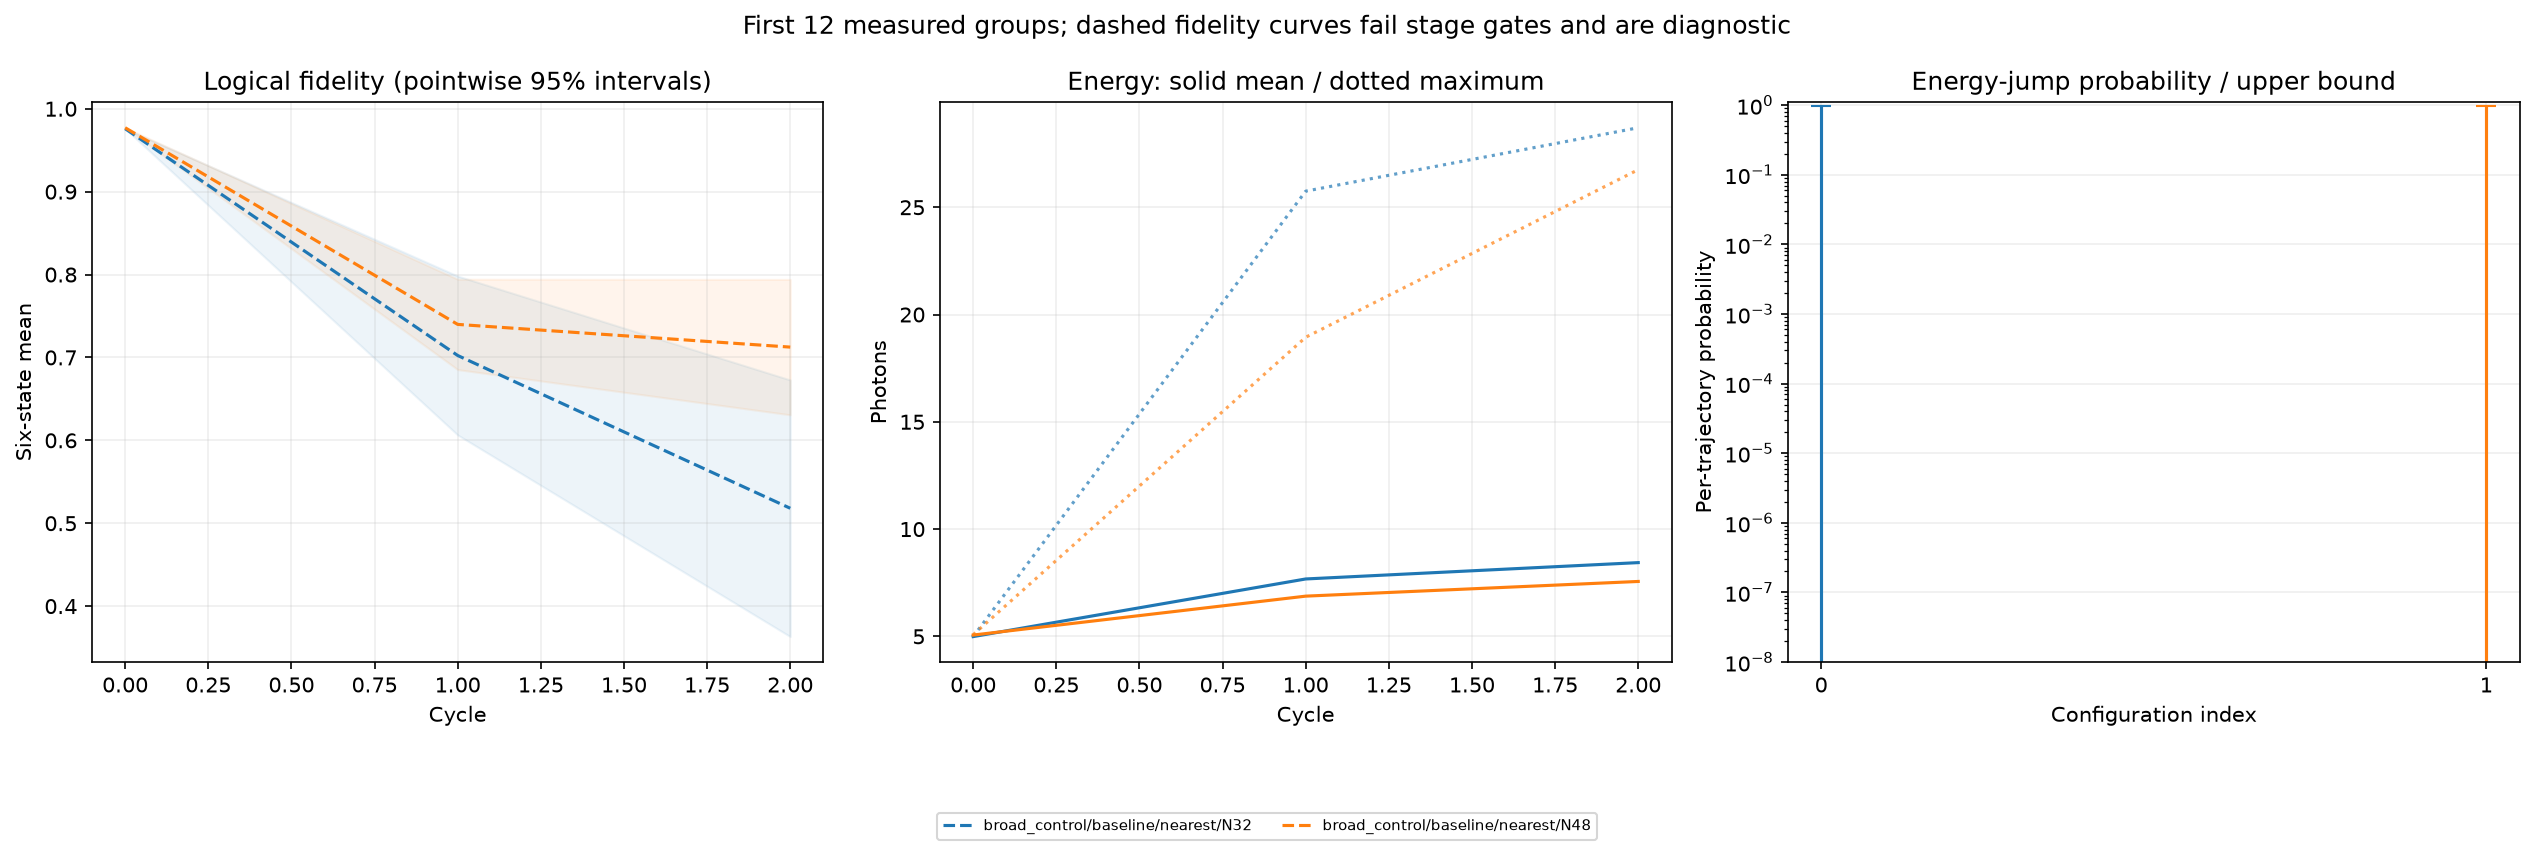 First 12 measured groups; dashed fidelity curves fail stage gates and are diagnostic
Logical fidelity (pointwise 95% intervals)
Six-state mean
1.0
0.9
0.8
0.7
0.6
0.5
0.4
0.00 0.25 0.50 0.75 1.00 1.25 1.50 1.75 2.00
Cycle
Energy: solid mean / dotted maximum
Photons
25
20
15
10
5
0.00 0.25 0.50 0.75 1.00 1.25 1.50 1.75 2.00
Cycle
Energy-jump probability / upper bound
Per-trajectory probability
10⁰
10⁻¹
10⁻²
10⁻³
10⁻⁴
10⁻⁵
10⁻⁶
10⁻⁷
10⁻⁸
0 1
Configuration index
broad_control/baseline/nearest/N32 broad_control/baseline/nearest/N48